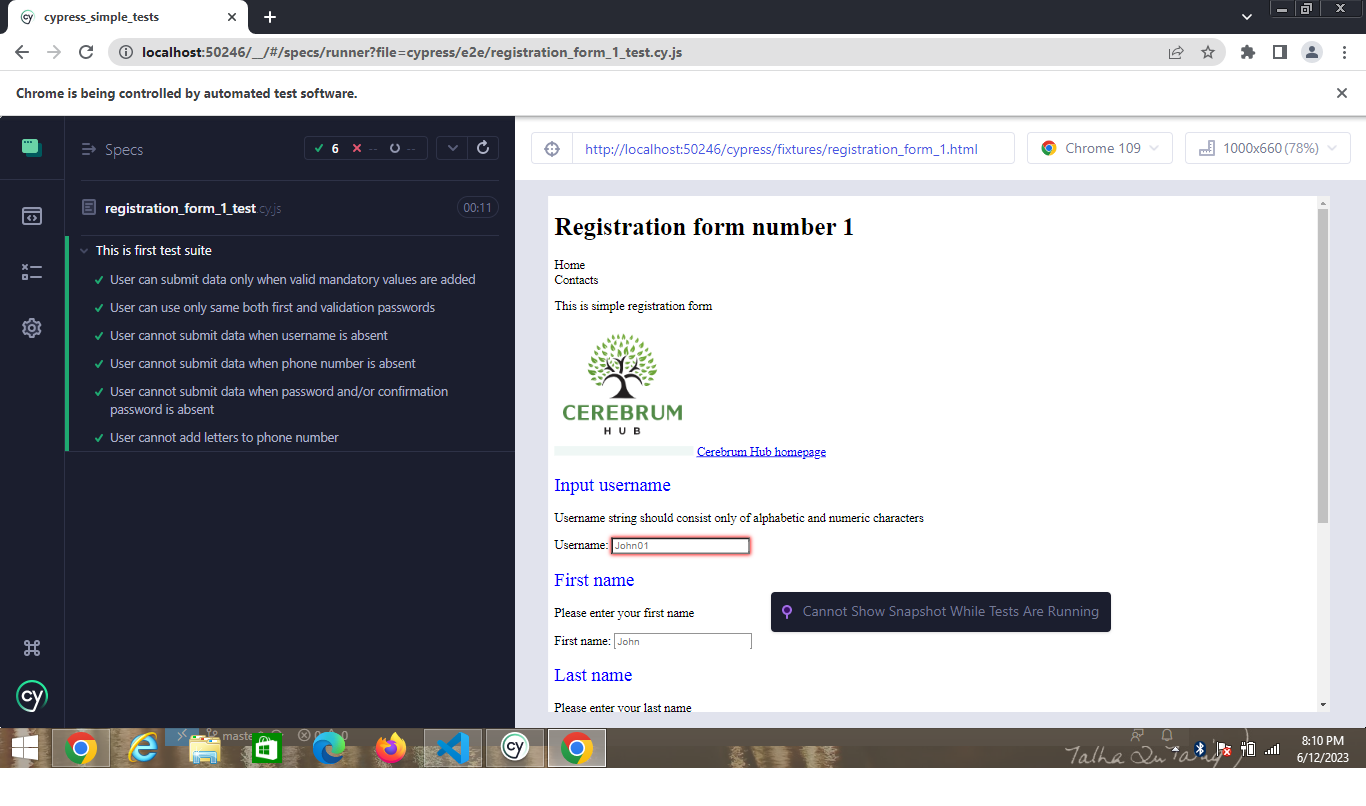 cypress_simple_tests
localhost:50246/__/#/specs/runner?file=cypress/e2e/registration_form_1_test.cy.js
Chrome is being controlled by automated test software.
Specs
6 -- --
registration_form_1_test.cy.js
00:11
This is first test suite
User can submit data only when valid mandatory values are added
User can use only same both first and validation passwords
User cannot submit data when username is absent
User cannot submit data when phone number is absent
User cannot submit data when password and/or confirmation
password is absent
User cannot add letters to phone number
cy
http://localhost:50246/cypress/fixtures/registration_form_1.html
Chrome 109
1000x660 (78%)
Registration form number 1
Home
Contacts
This is simple registration form
CEREBRUM
HUB
Cerebrum Hub homepage
Input username
Username string should consist only of alphabetic and numeric characters
Username: John01
First name
Please enter your first name
First name: John
Cannot Show Snapshot While Tests Are Running
Last name
Please enter your last name
cy
8:10 PM
6/12/2023